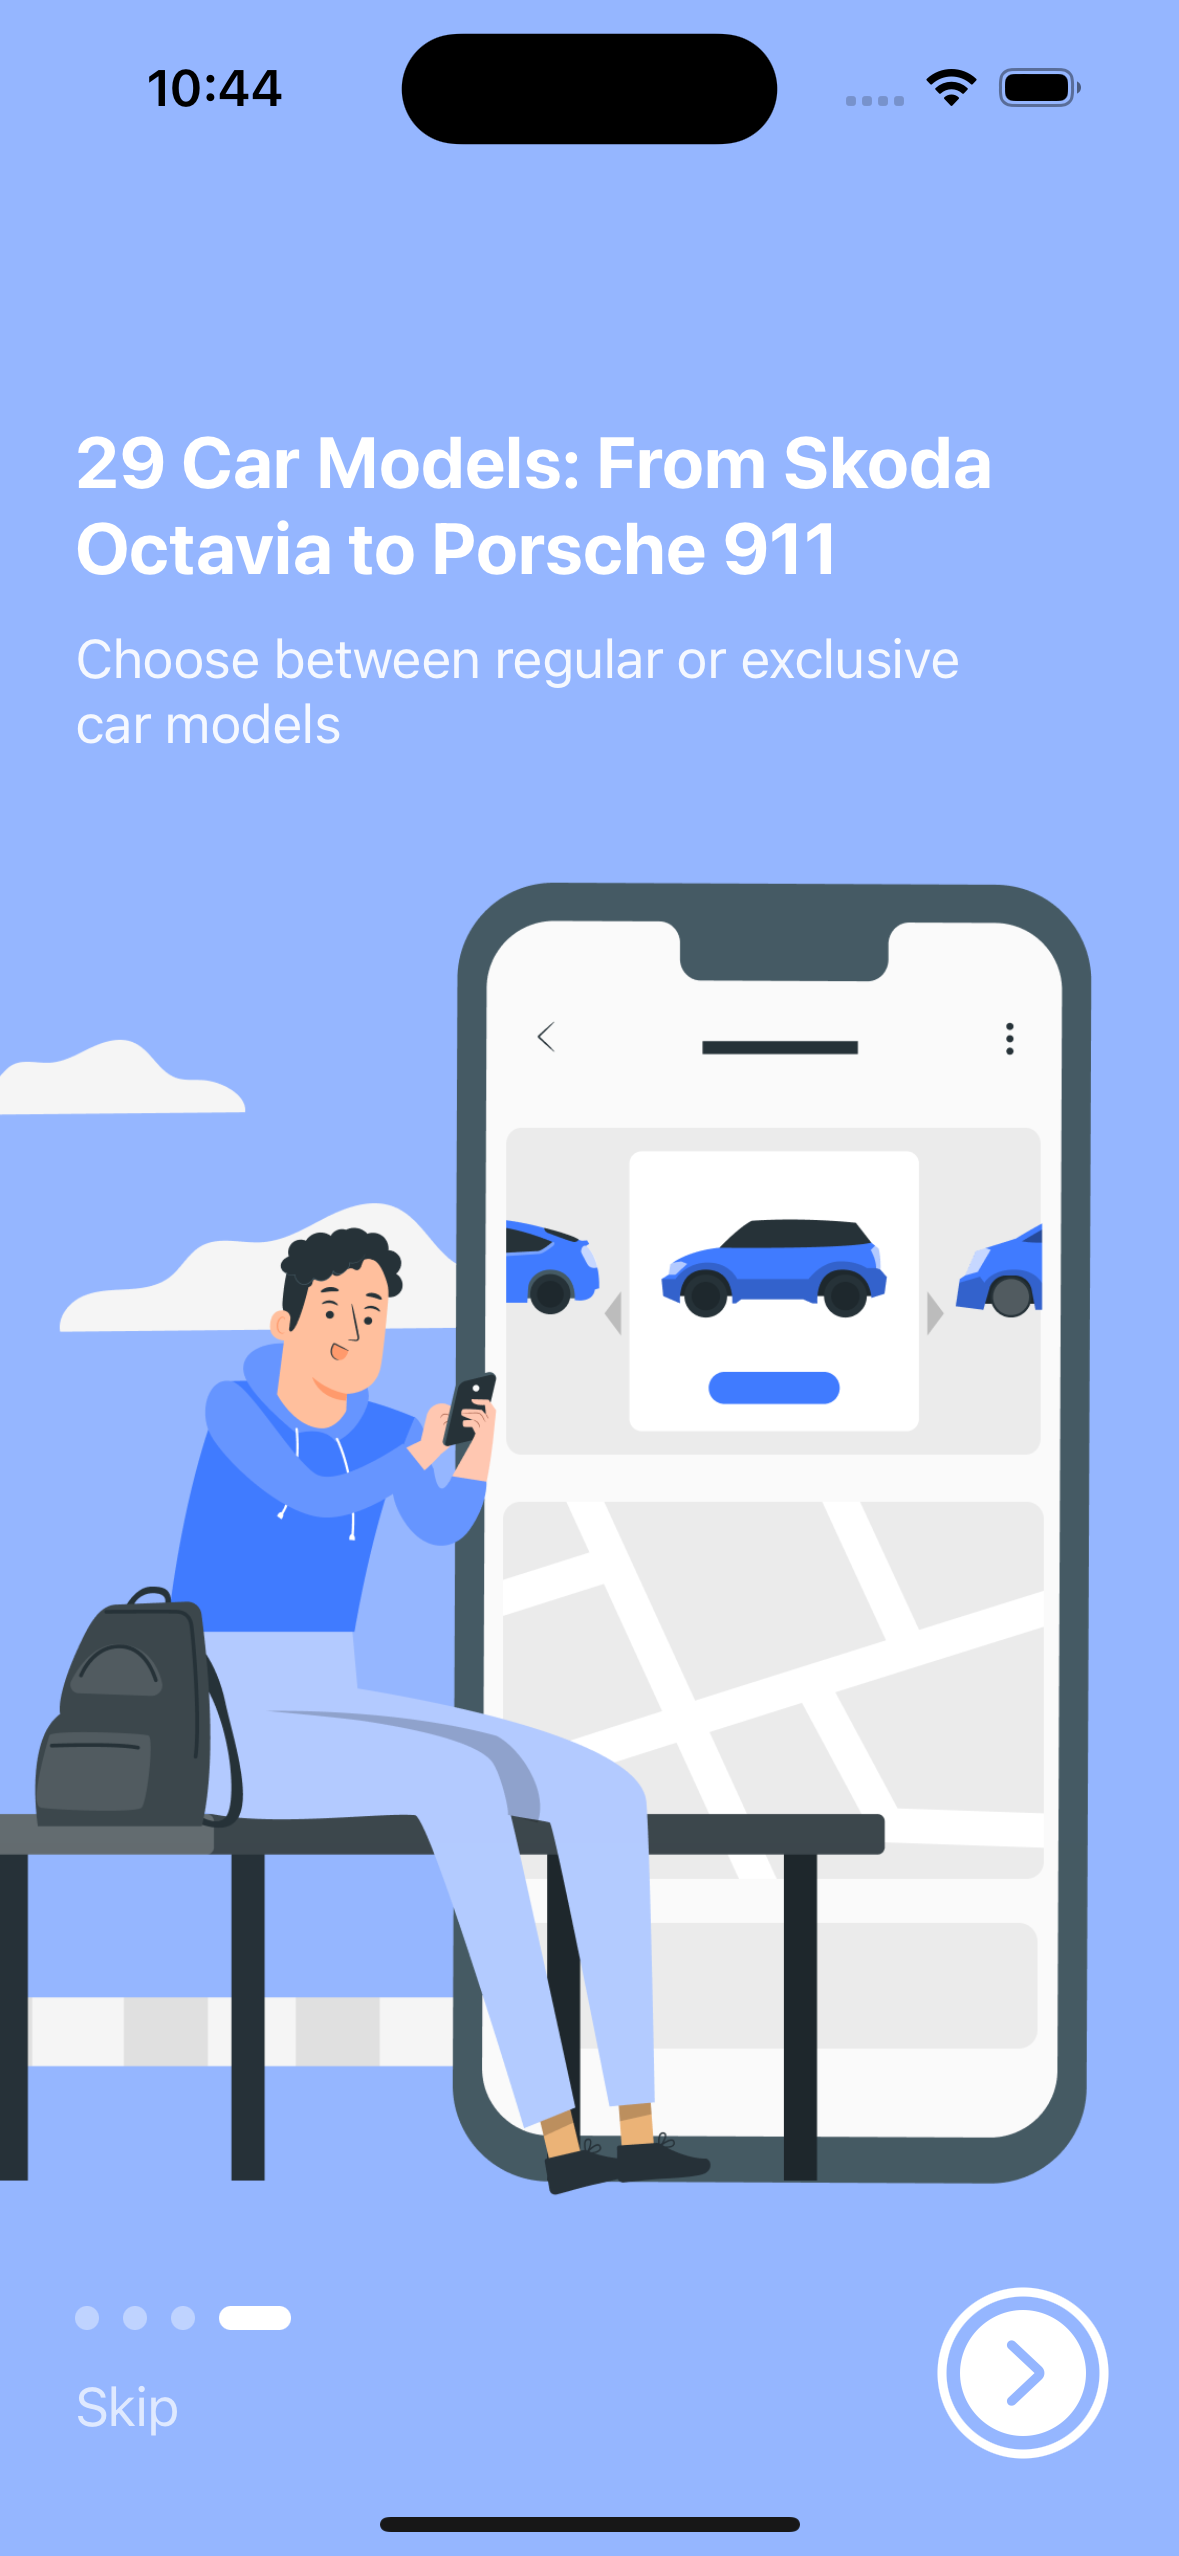 10:44
29 Car Models: From Skoda
Octavia to Porsche 911
Choose between regular or exclusive
car models
Skip